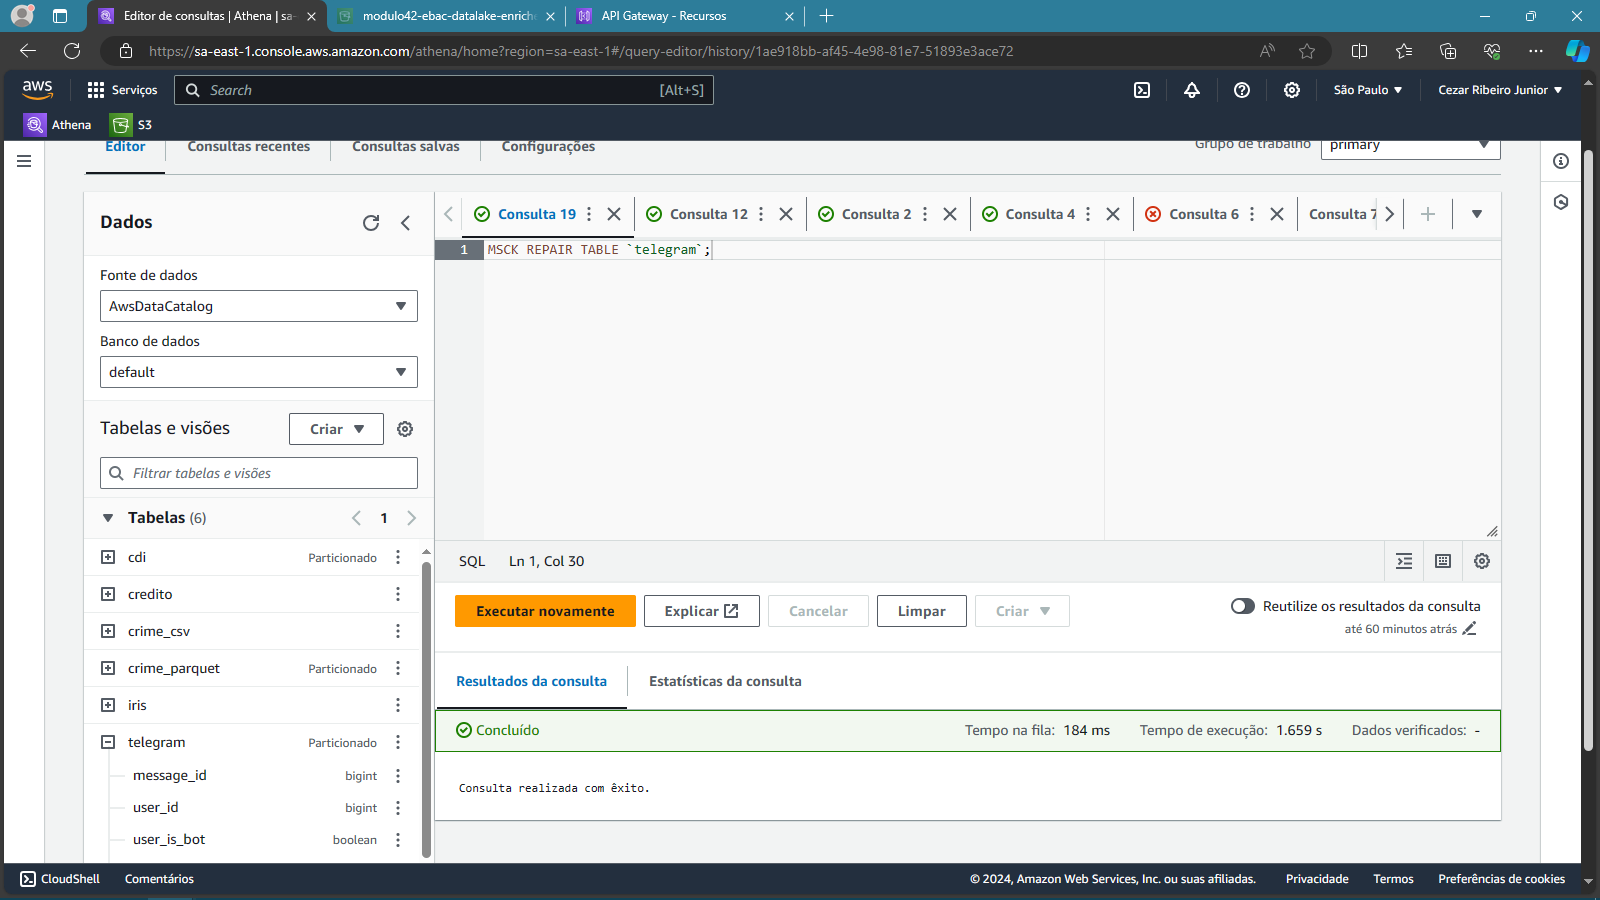 Editor de consultas | Athena | sa-
modulo42-ebac-datalake-enriche
API Gateway - Recursos
https://sa-east-1.console.aws.amazon.com/athena/home?region=sa-east-1#/query-editor/history/1ae918bb-af45-4e98-81e7-51893e3ace72
aws
Serviços
Search
[Alt+S]
São Paulo
Cezar Ribeiro Junior
Athena
S3
Editor
Consultas recentes
Consultas salvas
Configurações
Grupo de trabalho
primary
Dados
Consulta 19
Consulta 12
Consulta 2
Consulta 4
Consulta 6
Consulta 7
1 MSCK REPAIR TABLE `telegram`;
Fonte de dados
AwsDataCatalog
Banco de dados
default
Tabelas e visões
Criar
Filtrar tabelas e visões
Tabelas (6)
1
cdi Particionado
credito
crime_csv
crime_parquet Particionado
iris
telegram Particionado
message_id bigint
user_id bigint
user_is_bot boolean
SQL Ln 1, Col 30
Executar novamente
Explicar
Cancelar
Limpar
Criar
Reutilize os resultados da consulta
até 60 minutos atrás
Resultados da consulta
Estatísticas da consulta
Concluído
Tempo na fila: 184 ms
Tempo de execução: 1.659 s
Dados verificados: -
Consulta realizada com êxito.
CloudShell
Comentários
© 2024, Amazon Web Services, Inc. ou suas afiliadas.
Privacidade
Termos
Preferências de cookies